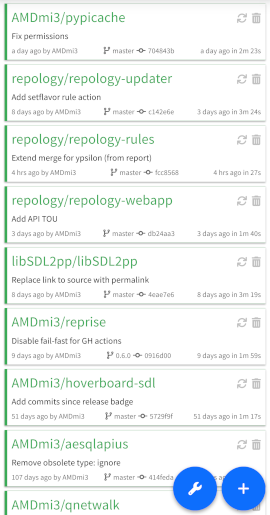 AMDmi3/pypicache
Fix permissions
a day ago by AMDmi3 master 704843b a day ago in 2m 23s
repology/repology-updater
Add setflavor rule action
8 days ago by AMDmi3 master c142e6e 3 days ago in 3m 24s
repology/repology-rules
Extend merge for ypsilon (from report)
4 hrs ago by AMDmi3 master fcc8568 4 hrs ago in 27s
repology/repology-webapp
Add API TOU
3 days ago by AMDmi3 master db24aa3 3 days ago in 1m 40s
libSDL2pp/libSDL2pp
Replace link to source with permalink
8 days ago by AMDmi3 master 4eae7e6 8 days ago in 3m 19s
AMDmi3/reprise
Disable fail-fast for GH actions
9 days ago by AMDmi3 0.6.0 0916d00 9 days ago in 1m 59s
AMDmi3/hoverboard-sdl
Add commits since release badge
51 days ago by AMDmi3 master 5729f9f 51 days ago in 1m 17s
AMDmi3/aesqlapius
Remove obsolete type: ignore
107 days ago by AMDmi3 master 414feda
AMDmi3/qnetwalk